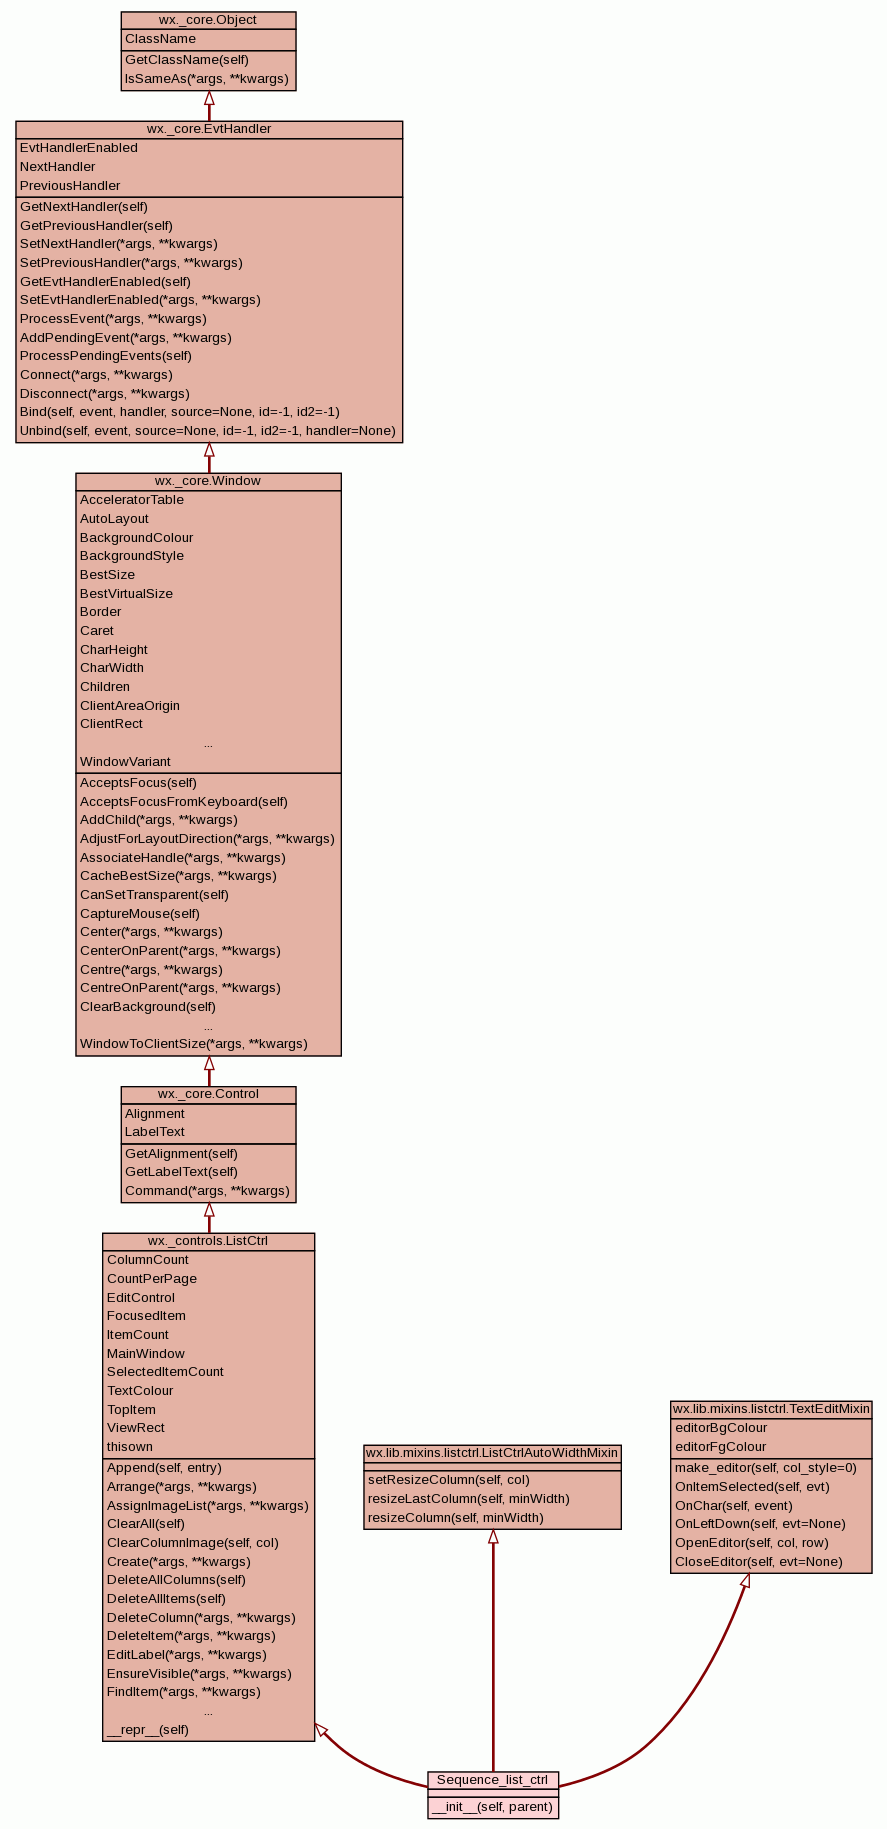 wx._core.Object
ClassName
GetClassName(self)
IsSameAs(*args, **kwargs)
wx._core.EvtHandler
EvtHandlerEnabled
NextHandler
PreviousHandler
GetNextHandler(self)
GetPreviousHandler(self)
SetNextHandler(*args, **kwargs)
SetPreviousHandler(*args, **kwargs)
GetEvtHandlerEnabled(self)
SetEvtHandlerEnabled(*args, **kwargs)
ProcessEvent(*args, **kwargs)
AddPendingEvent(*args, **kwargs)
ProcessPendingEvents(self)
Connect(*args, **kwargs)
Disconnect(*args, **kwargs)
Bind(self, event, handler, source=None, id=-1, id2=-1)
Unbind(self, event, source=None, id=-1, id2=-1, handler=None)
wx._core.Window
AcceleratorTable
AutoLayout
BackgroundColour
BackgroundStyle
BestSize
BestVirtualSize
Border
Caret
CharHeight
CharWidth
Children
ClientAreaOrigin
ClientRect
...
WindowVariant
AcceptsFocus(self)
AcceptsFocusFromKeyboard(self)
AddChild(*args, **kwargs)
AdjustForLayoutDirection(*args, **kwargs)
AssociateHandle(*args, **kwargs)
CacheBestSize(*args, **kwargs)
CanSetTransparent(self)
CaptureMouse(self)
Center(*args, **kwargs)
CenterOnParent(*args, **kwargs)
Centre(*args, **kwargs)
CentreOnParent(*args, **kwargs)
ClearBackground(self)
...
WindowToClientSize(*args, **kwargs)
wx._core.Control
Alignment
LabelText
GetAlignment(self)
GetLabelText(self)
Command(*args, **kwargs)
wx._controls.ListCtrl
ColumnCount
CountPerPage
EditControl
FocusedItem
ItemCount
MainWindow
SelectedItemCount
TextColour
TopItem
ViewRect
thisown
Append(self, entry)
Arrange(*args, **kwargs)
AssignImageList(*args, **kwargs)
ClearAll(self)
ClearColumnImage(self, col)
Create(*args, **kwargs)
DeleteAllColumns(self)
DeleteAllItems(self)
DeleteColumn(*args, **kwargs)
DeleteItem(*args, **kwargs)
EditLabel(*args, **kwargs)
EnsureVisible(*args, **kwargs)
FindItem(*args, **kwargs)
...
__repr__(self)
wx.lib.mixins.listctrl.ListCtrlAutoWidthMixin
setResizeColumn(self, col)
resizeLastColumn(self, minWidth)
resizeColumn(self, minWidth)
wx.lib.mixins.listctrl.TextEditMixin
editorBgColour
editorFgColour
make_editor(self, col_style=0)
OnItemSelected(self, evt)
OnChar(self, event)
OnLeftDown(self, evt=None)
OpenEditor(self, col, row)
CloseEditor(self, evt=None)
Sequence_list_ctrl
__init__(self, parent)